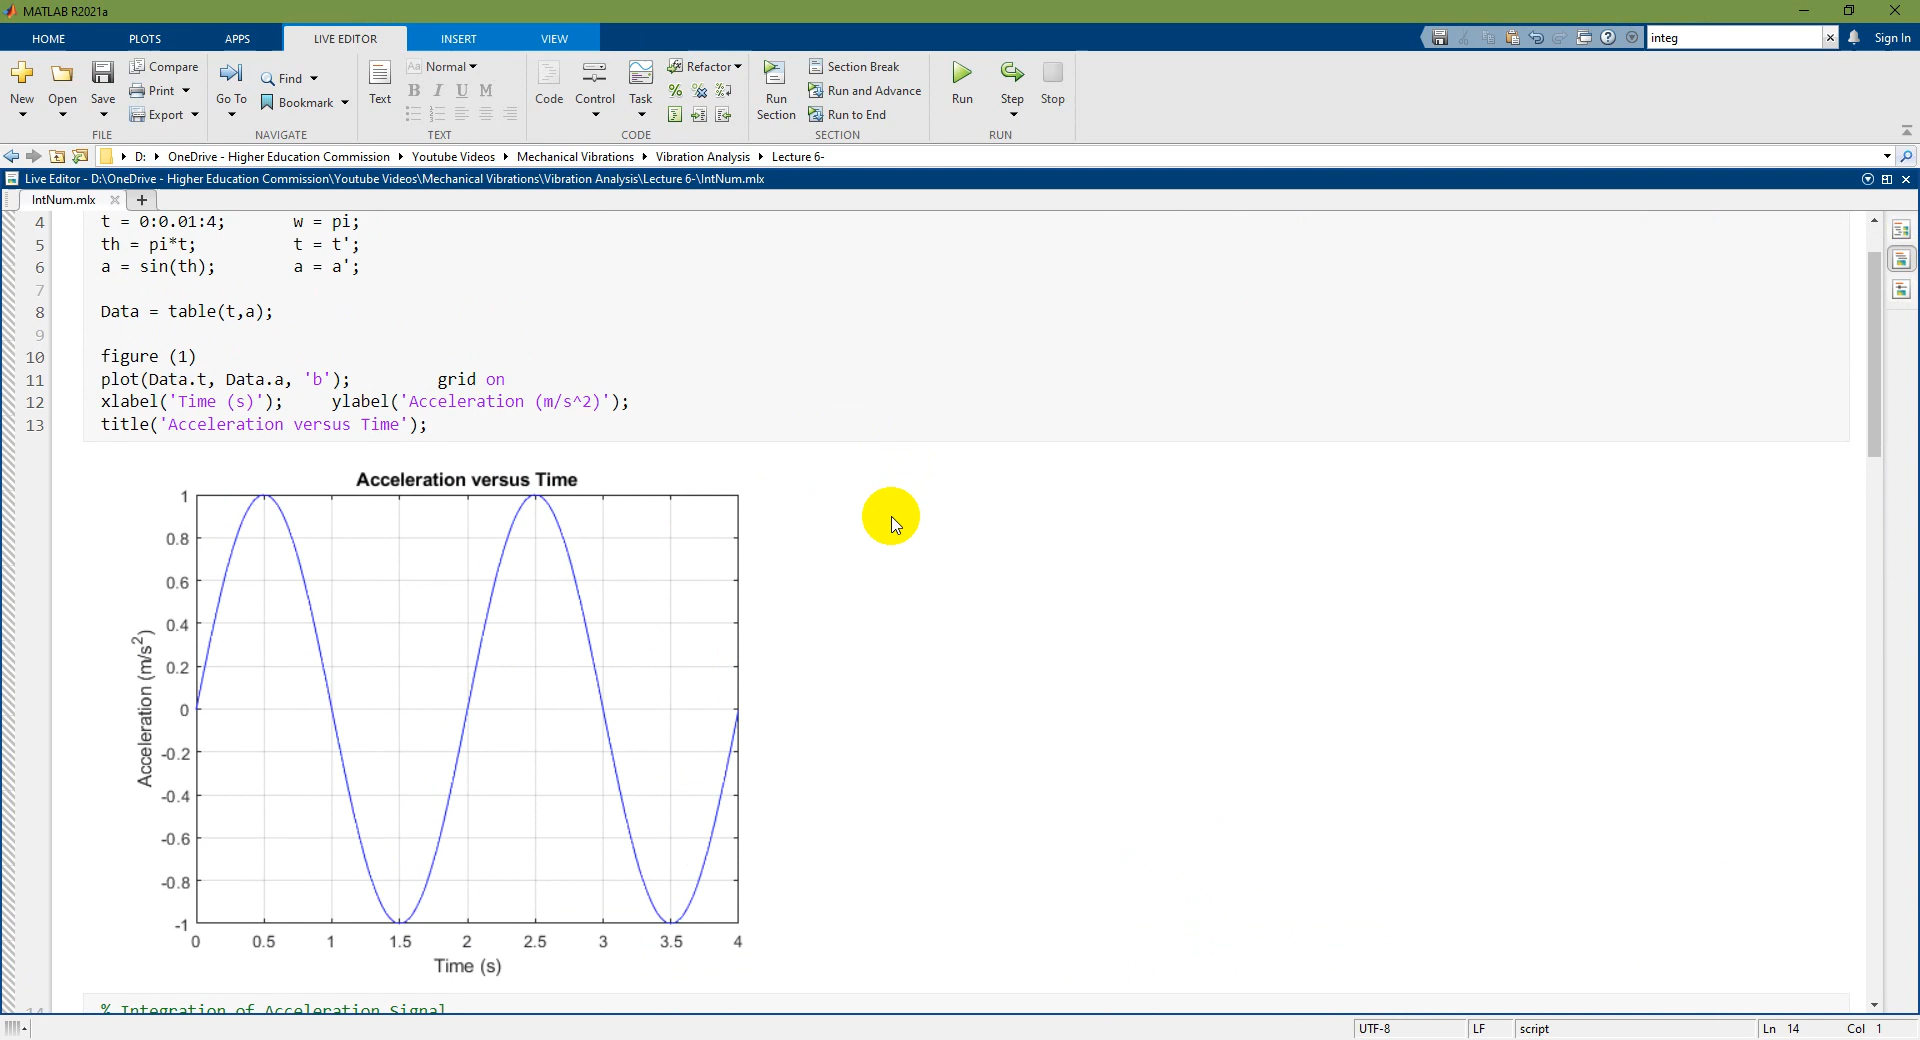 MATLAB R2021a
HOME PLOTS APPS LIVE EDITOR INSERT VIEW integ Sign In
New Open Save Compare Print Export FILE
Go To Find Bookmark NAVIGATE
Text Aa Normal B I U M TEXT
Code Control Task Refactor CODE
Run Section Section Break Run and Advance Run to End SECTION
Run Step Stop RUN
D: OneDrive - Higher Education Commission Youtube Videos Mechanical Vibrations Vibration Analysis Lecture 6-
Live Editor - D:\OneDrive - Higher Education Commission\Youtube Videos\Mechanical Vibrations\Vibration Analysis\Lecture 6-\IntNum.mlx
IntNum.mlx
4 t = 0:0.01:4; w = pi;
5 th = pi*t; t = t';
6 a = sin(th); a = a';
7
8 Data = table(t,a);
9
10 figure (1)
11 plot(Data.t, Data.a, 'b'); grid on
12 xlabel('Time (s)'); ylabel('Acceleration (m/s^2)');
13 title('Acceleration versus Time');
Acceleration versus Time
1
0.8
0.6
0.4
0.2
0
-0.2
-0.4
-0.6
-0.8
-1
Acceleration (m/s²)
0 0.5 1 1.5 2 2.5 3 3.5 4
Time (s)
14 % Integration of Acceleration Signal
UTF-8 LF script Ln 14 Col 1